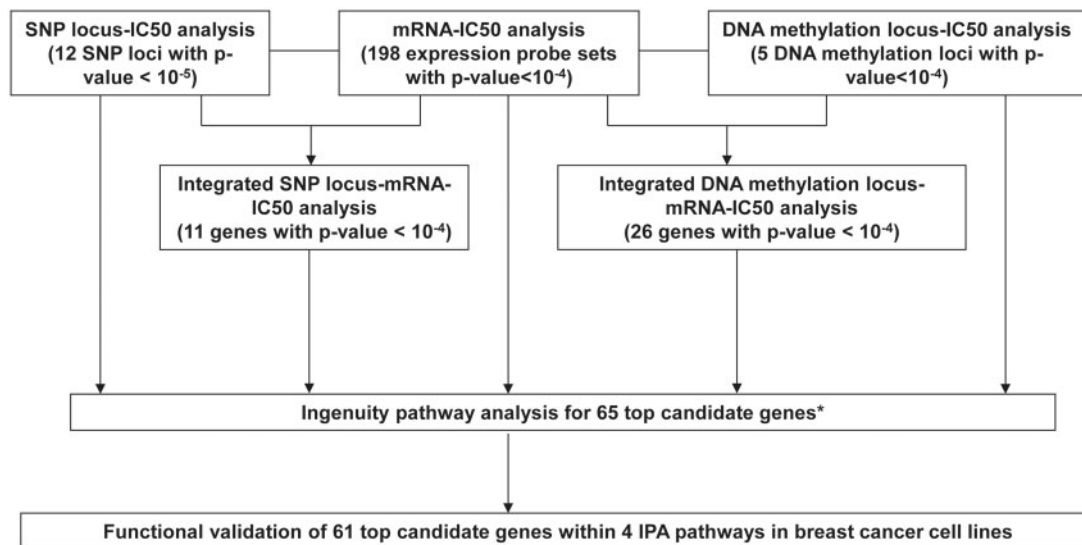 SNP locus-IC50 analysis
(12 SNP loci with p-
value < 10-5)
mRNA-IC50 analysis
(198 expression probe sets
with p-value<10-4)
DNA methylation locus-IC50 analysis
(5 DNA methylation loci with p-
value<10-4)
Integrated SNP locus-mRNA-
IC50 analysis
(11 genes with p-value < 10-4)
Integrated DNA methylation locus-
mRNA-IC50 analysis
(26 genes with p-value < 10-4)
Ingenuity pathway analysis for 65 top candidate genes*
Functional validation of 61 top candidate genes within 4 IPA pathways in breast cancer cell lines